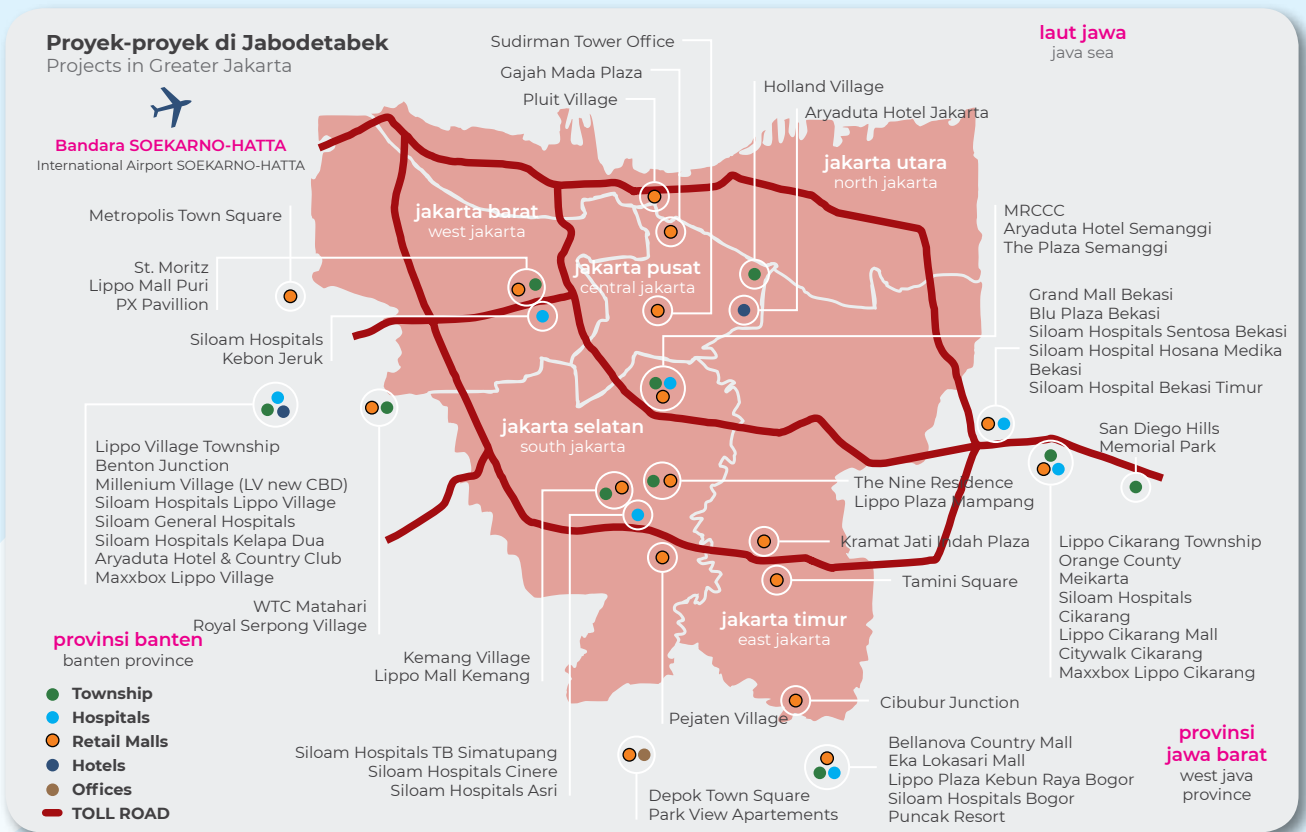 Proyek-proyek di Jabodetabek
Projects in Greater Jakarta
Bandara SOEKARNO-HATTA
International Airport SOEKARNO-HATTA
laut jawa
java sea
Sudirman Tower Office
Gajah Mada Plaza
Pluit Village
Holland Village
Aryaduta Hotel Jakarta
jakarta utara
north jakarta
jakarta barat
west jakarta
jakarta pusat
central jakarta
Metropolis Town Square
St. Moritz
Lippo Mall Puri
PX Pavillion
Siloam Hospitals
Kebon Jeruk
MRCCC
Aryaduta Hotel Semanggi
The Plaza Semanggi
Grand Mall Bekasi
Blu Plaza Bekasi
Siloam Hospitals Sentosa Bekasi
Siloam Hospital Hosana Medika
Bekasi
Siloam Hospital Bekasi Timur
San Diego Hills
Memorial Park
jakarta selatan
south jakarta
Lippo Village Township
Benton Junction
Millenium Village (LV new CBD)
Siloam Hospitals Lippo Village
Siloam General Hospitals
Siloam Hospitals Kelapa Dua
Aryaduta Hotel & Country Club
Maxxbox Lippo Village
The Nine Residence
Lippo Plaza Mampang
Kramat Jati Indah Plaza
Tamini Square
Lippo Cikarang Township
Orange County
Meikarta
Siloam Hospitals
Cikarang
Lippo Cikarang Mall
Citywalk Cikarang
Maxxbox Lippo Cikarang
WTC Matahari
Royal Serpong Village
jakarta timur
east jakarta
provinsi banten
banten province
Kemang Village
Lippo Mall Kemang
Township
Hospitals
Retail Malls
Hotels
Offices
TOLL ROAD
Cibubur Junction
Pejaten Village
Siloam Hospitals TB Simatupang
Siloam Hospitals Cinere
Siloam Hospitals Asri
Depok Town Square
Park View Apartements
Bellanova Country Mall
Eka Lokasari Mall
Lippo Plaza Kebun Raya Bogor
Siloam Hospitals Bogor
Puncak Resort
provinsi
jawa barat
west java
province